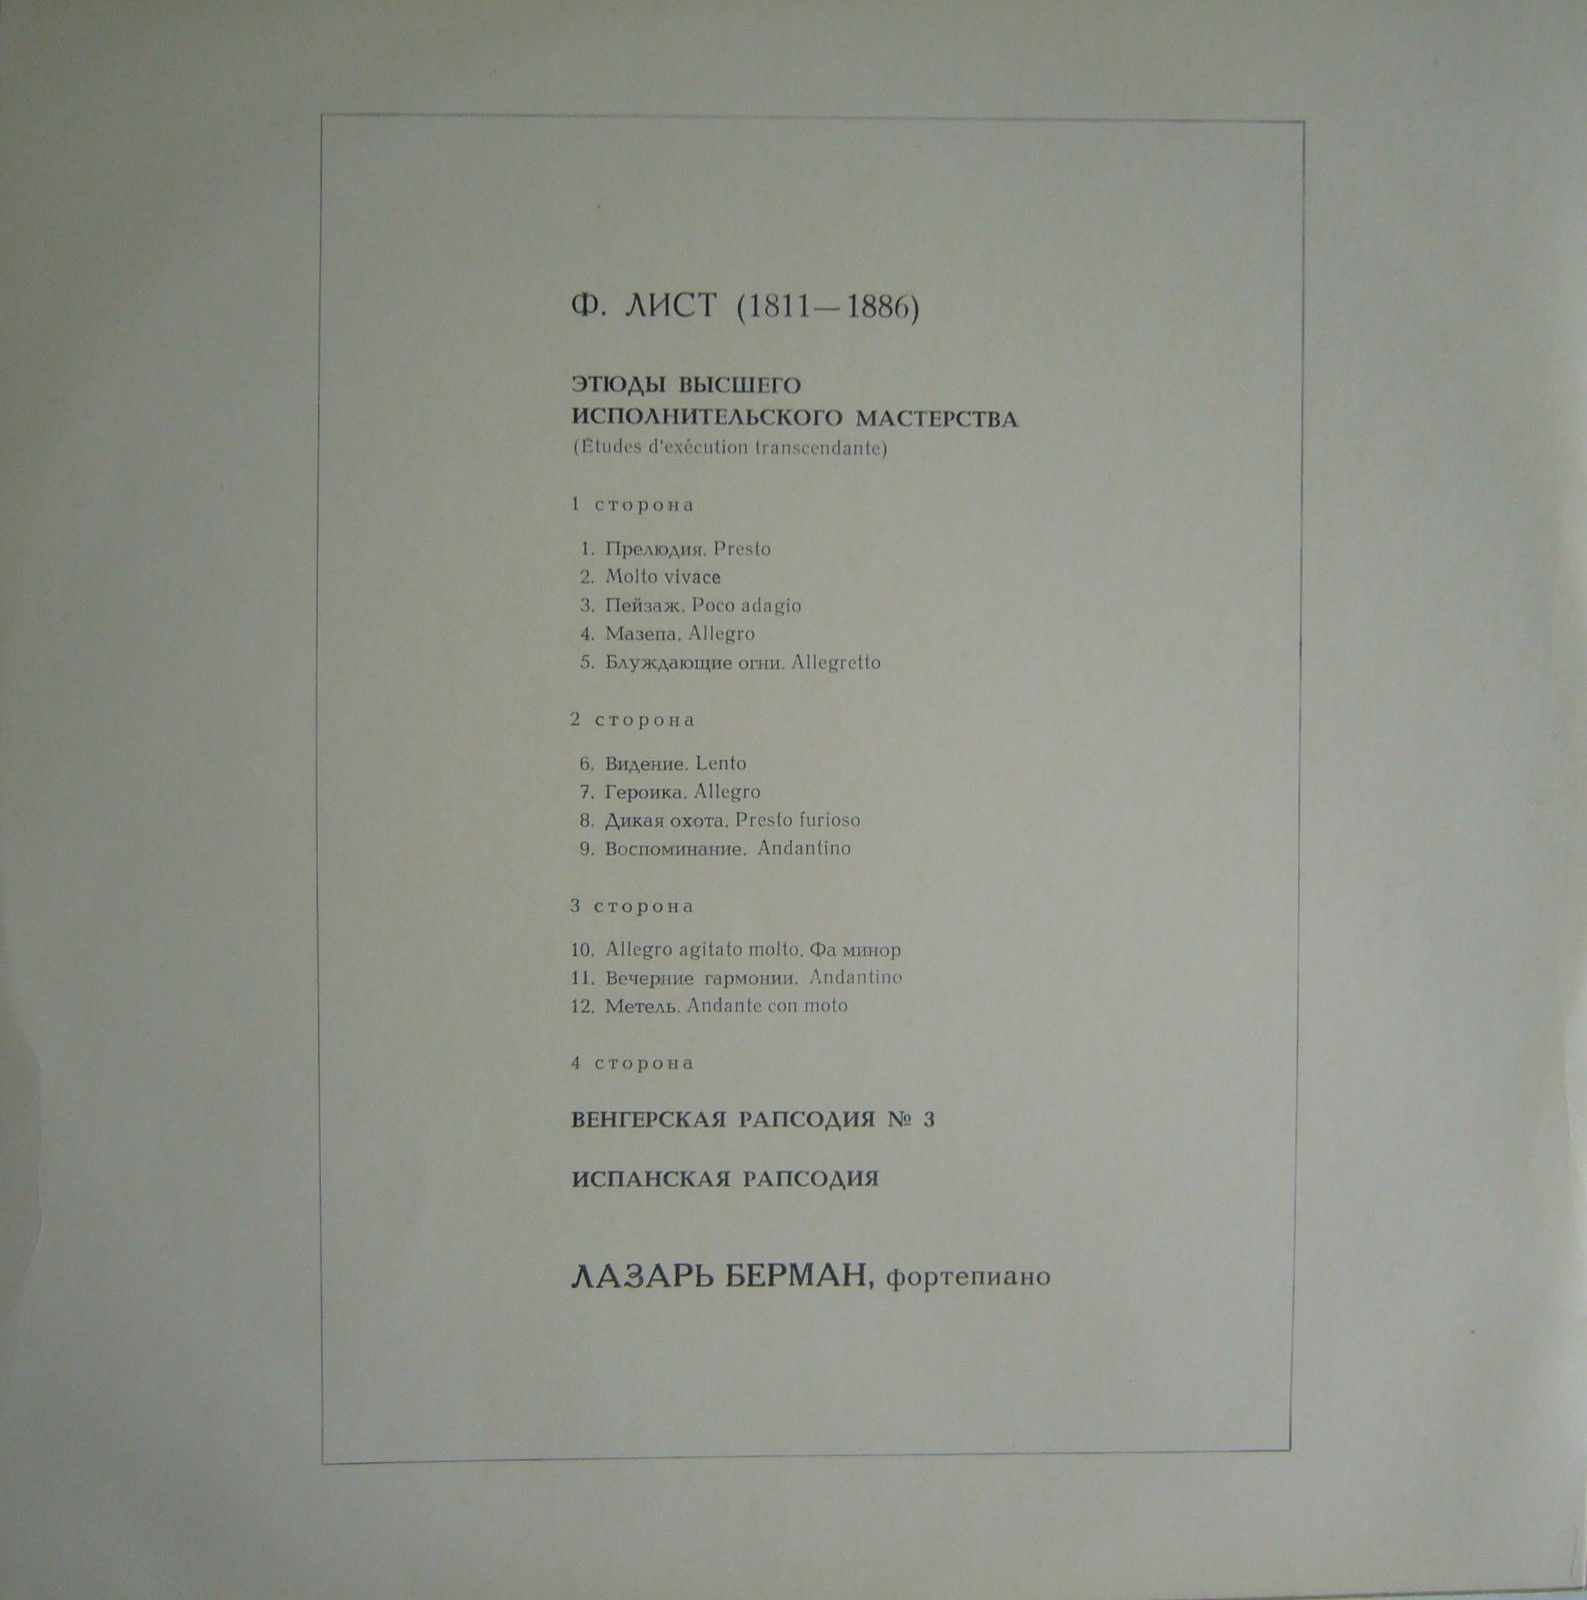 Ф. ЛИСТ (1811—1886)
ЭТЮДЫ ВЫСШЕГО
ИСПОЛНИТЕЛЬСКОГО МАСТЕРСТВА
(Études d'exécution transcendante)
1 сторона
1. Прелюдия. Presto
2. Molto vivace
3. Пейзаж. Poco adagio
4. Мазепа. Allegro
5. Блуждающие огни. Allegretto
2 сторона
6. Видение. Lento
7. Героика. Allegro
8. Дикая охота. Presto furioso
9. Воспоминание. Andantino
3 сторона
10. Allegro agitato molto. Фа минор
11. Вечерние гармонии. Andantino
12. Метель. Andante con moto
4 сторона
ВЕНГЕРСКАЯ РАПСОДИЯ № 3
ИСПАНСКАЯ РАПСОДИЯ
ЛАЗАРЬ БЕРМАН, фортепиано